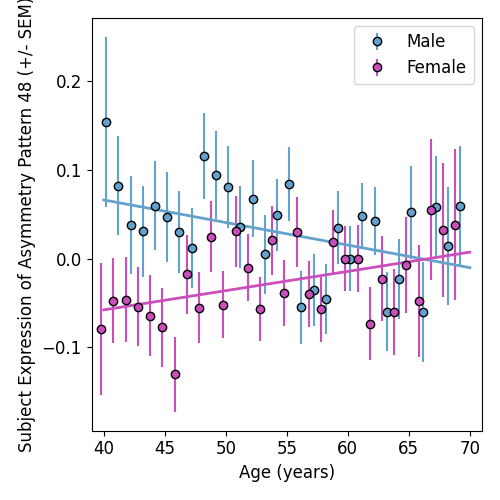 Subject Expression of Asymmetry Pattern 48 (+/- SEM)
Male
Female
0.2
0.1
0.0
−0.1
40 45 50 55 60 65 70
Age (years)